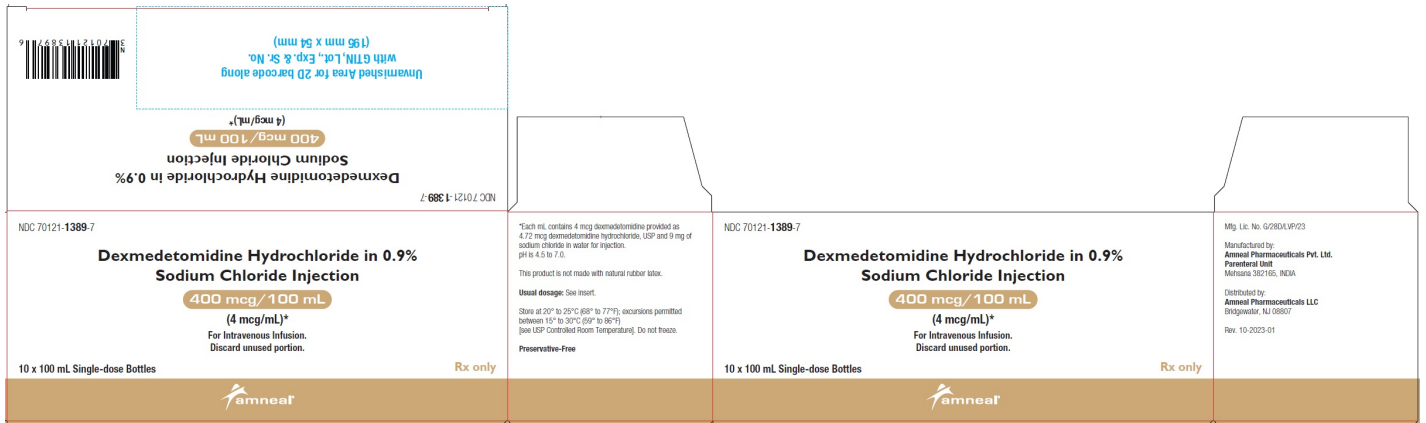 Unvarnished Area for 2D barcode along
with GTIN, Lot., Exp. & Sr. No.
(195 mm x 54 mm)
N
3 70121 1389 7 6
NDC 70121-1389-7
Dexmedetomidine Hydrochloride in 0.9%
Sodium Chloride Injection
400 mcg/100 mL
(4 mcg/mL)*
NDC 70121-1389-7
Dexmedetomidine Hydrochloride in 0.9%
Sodium Chloride Injection
400 mcg/100 mL
(4 mcg/mL)*
For Intravenous Infusion.
Discard unused portion.
10 x 100 mL Single-dose Bottles
Rx only
amneal
*Each mL contains 4 mcg dexmedetomidine provided as
4.72 mcg dexmedetomidine hydrochloride, USP and 9 mg of
sodium chloride in water for injection.
pH is 4.5 to 7.0.
This product is not made with natural rubber latex.
Usual dosage: See insert.
Store at 20° to 25°C (68° to 77°F); excursions permitted
between 15° to 30°C (59° to 86°F)
[see USP Controlled Room Temperature]. Do not freeze.
Preservative-Free
NDC 70121-1389-7
Dexmedetomidine Hydrochloride in 0.9%
Sodium Chloride Injection
400 mcg/100 mL
(4 mcg/mL)*
For Intravenous Infusion.
Discard unused portion.
10 x 100 mL Single-dose Bottles
Rx only
amneal
Mfg. Lic. No. G/28D/LVP/23
Manufactured by:
Amneal Pharmaceuticals Pvt. Ltd.
Parenteral Unit
Mehsana 382165, INDIA
Distributed by:
Amneal Pharmaceuticals LLC
Bridgewater, NJ 08807
Rev. 10-2023-01